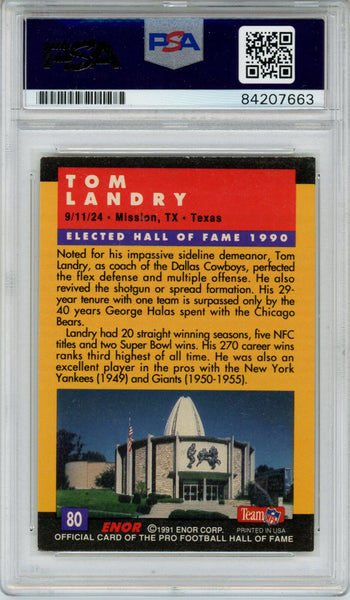 PSA
PSA
84207663
TOM
LANDRY
9/11/24 • Mission, TX • Texas
ELECTED HALL OF FAME 1990
Noted for his impassive sideline demeanor, Tom
Landry, as coach of the Dallas Cowboys, perfected
the flex defense and multiple offense. He also
revived the shotgun or spread formation. His 29-
year tenure with one team is surpassed only by the
40 years George Halas spent with the Chicago
Bears.
Landry had 20 straight winning seasons, five NFC
titles and two Super Bowl wins. His 270 career wins
ranks third highest of all time. He was also an
excellent player in the pros with the New York
Yankees (1949) and Giants (1950-1955).
80
ENOR ©1991 ENOR CORP.
Team NFL
PRINTED IN USA
OFFICIAL CARD OF THE PRO FOOTBALL HALL OF FAME